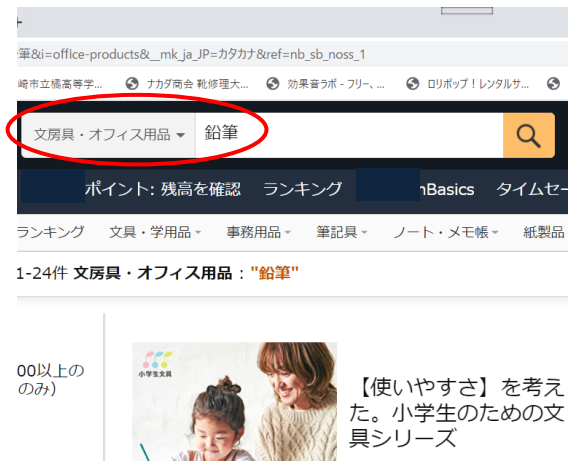 筆&i=office-products&__mk_ja_JP=カタカナ&ref=nb_sb_noss_1
崎市立橘高等学... ナカダ商会 靴修理大... 効果音ラボ - フリー、... ロリポップ!レンタルサ...
文房具・オフィス用品 鉛筆
ポイント: 残高を確認 ランキング nBasics タイムセー
ランキング 文具・学用品 事務用品 筆記具 ノート・メモ帳 紙製品
1-24件 文房具・オフィス用品 : "鉛筆"
00以上の
のみ)
小学生文具
【使いやすさ】を考え
た。小学生のための文
具シリーズ